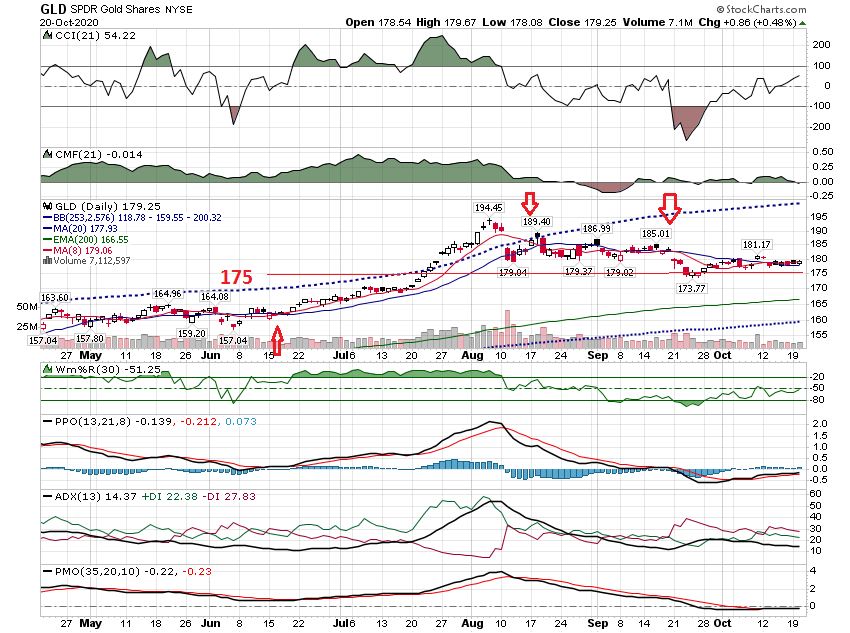 GLD SPDR Gold Shares NYSE © StockCharts.com
20-Oct-2020 Open 178.54 High 179.67 Low 178.08 Close 179.25 Volume 7.1M Chg +0.86 (+0.48%)
CCI(21) 54.22
200
100
0
-100
-200
CMF(21) -0.014
0.50
0.25
0.00
-0.25
GLD (Daily) 179.25
BB(253,2.576) 118.78 - 159.55 - 200.32
MA(20) 177.93
EMA(200) 166.55
MA(8) 179.06
Volume 7,112,597
194.45
189.40
186.99
185.01
181.17
179.04
179.37
179.02
173.77
175
163.60
164.96
164.08
157.04
157.80
159.20
157.04
195
190
185
180
175
170
165
160
155
50M
25M
27 May 11 18 26 Jun 8 15 22 Jul 6 13 20 27 Aug 10 17 24 Sep 8 14 21 28 Oct 12 19
Wm%R(30) -51.25
-20
-50
-80
PPO(13,21,8) -0.139, -0.212, 0.073
2.0
1.5
1.0
0.5
0.0
-0.5
ADX(13) 14.37 +DI 22.38 -DI 27.83
60
50
40
30
20
10
PMO(35,20,10) -0.22, -0.23
4
2
0
27 May 11 18 26 Jun 8 15 22 Jul 6 13 20 27 Aug 10 17 24 Sep 8 14 21 28 Oct 12 19